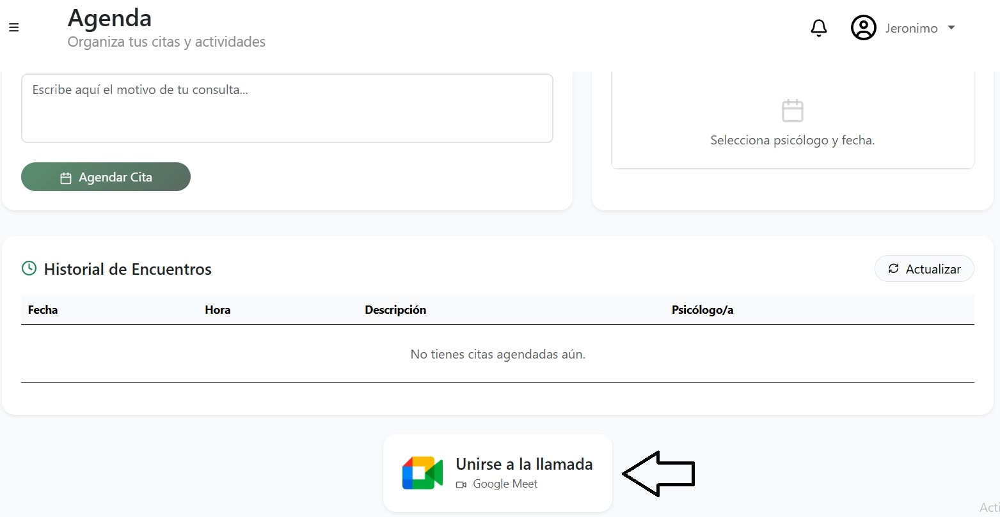 Agenda
Organiza tus citas y actividades
Jeronimo
Escribe aquí el motivo de tu consulta...
Selecciona psicólogo y fecha.
Agendar Cita
Historial de Encuentros
Actualizar
Fecha Hora Descripción Psicólogo/a
No tienes citas agendadas aún.
Unirse a la llamada
Google Meet
Acti